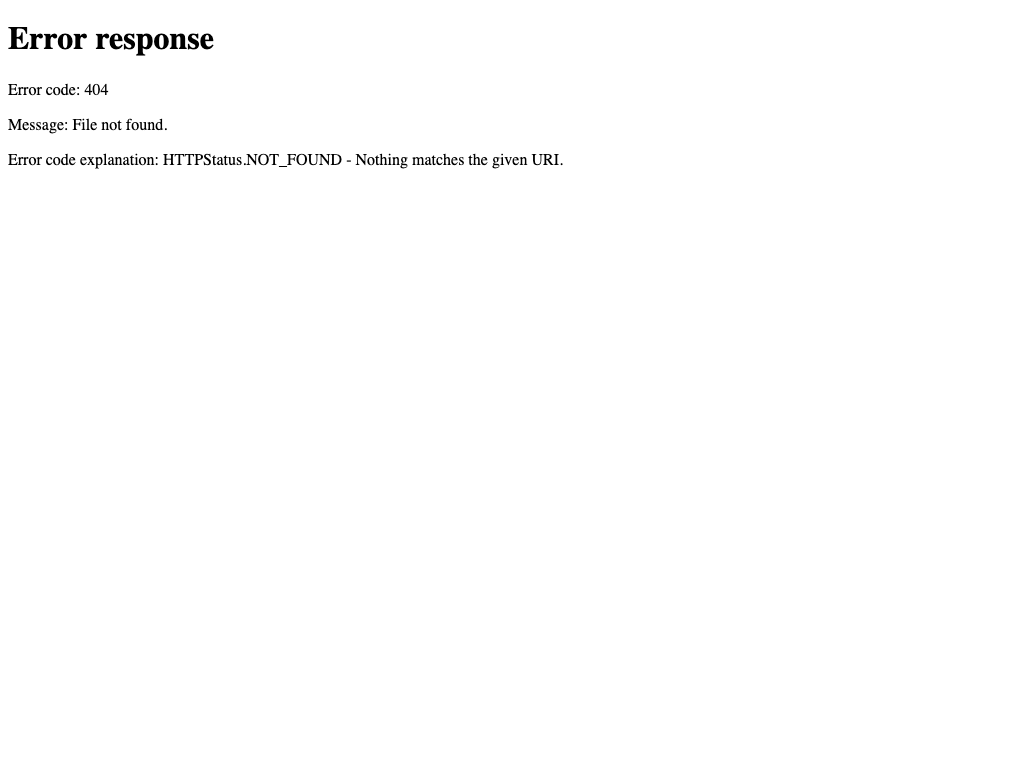 Error response
Error code: 404
Message: File not found.
Error code explanation: HTTPStatus.NOT_FOUND - Nothing matches the given URI.